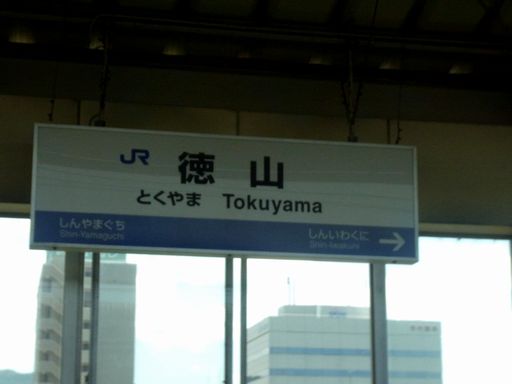 JR 徳山
とくやま Tokuyama
しんやまぐち しんいわくに
Shin-Yamaguchi Shin-Iwakuni